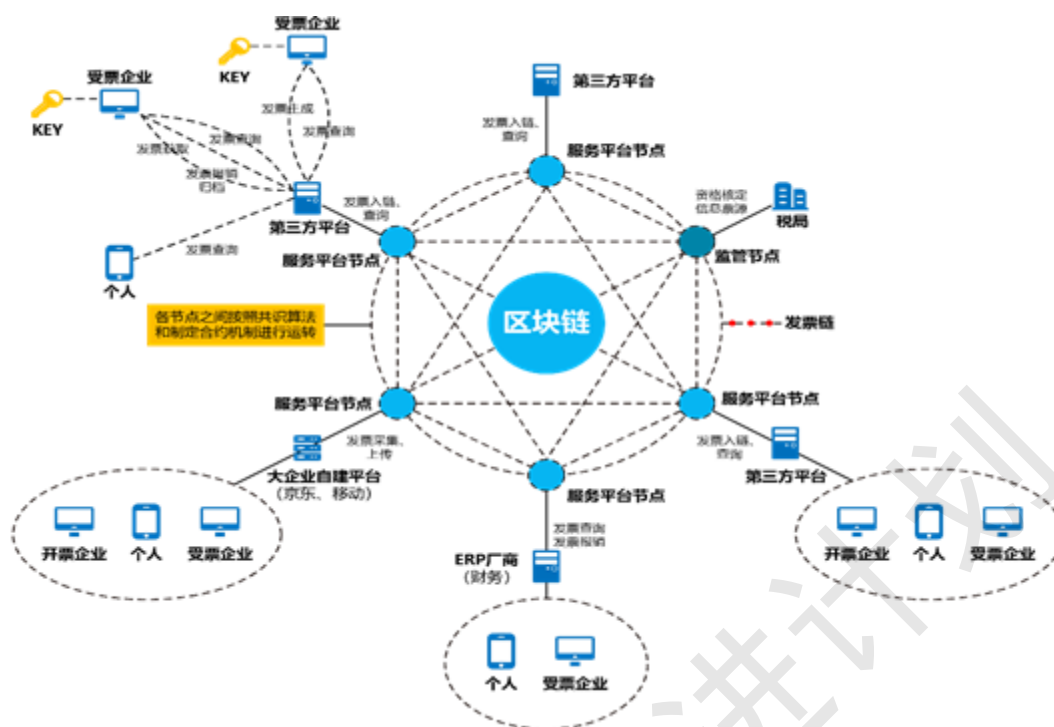 受票企业
KEY
受票企业
KEY
发票生成
发票查询
发票查询
发票获取
发票报销
归档
第三方平台
发票入链、
查询
服务平台节点
发票查询
个人
第三方平台
发票入链、
查询
服务平台节点
资格核定
税局
监管节点
各节点之间按照共识算法
和制定合约机制进行运转
区块链
发票链
服务平台节点
发票采集、
上传
大企业自建平台
（京东、移动）
开票企业
个人
受票企业
服务平台节点
发票查询
发票报销
ERP厂商
（财务）
个人
受票企业
服务平台节点
发票入链、
查询
第三方平台
开票企业
个人
受票企业
进计划